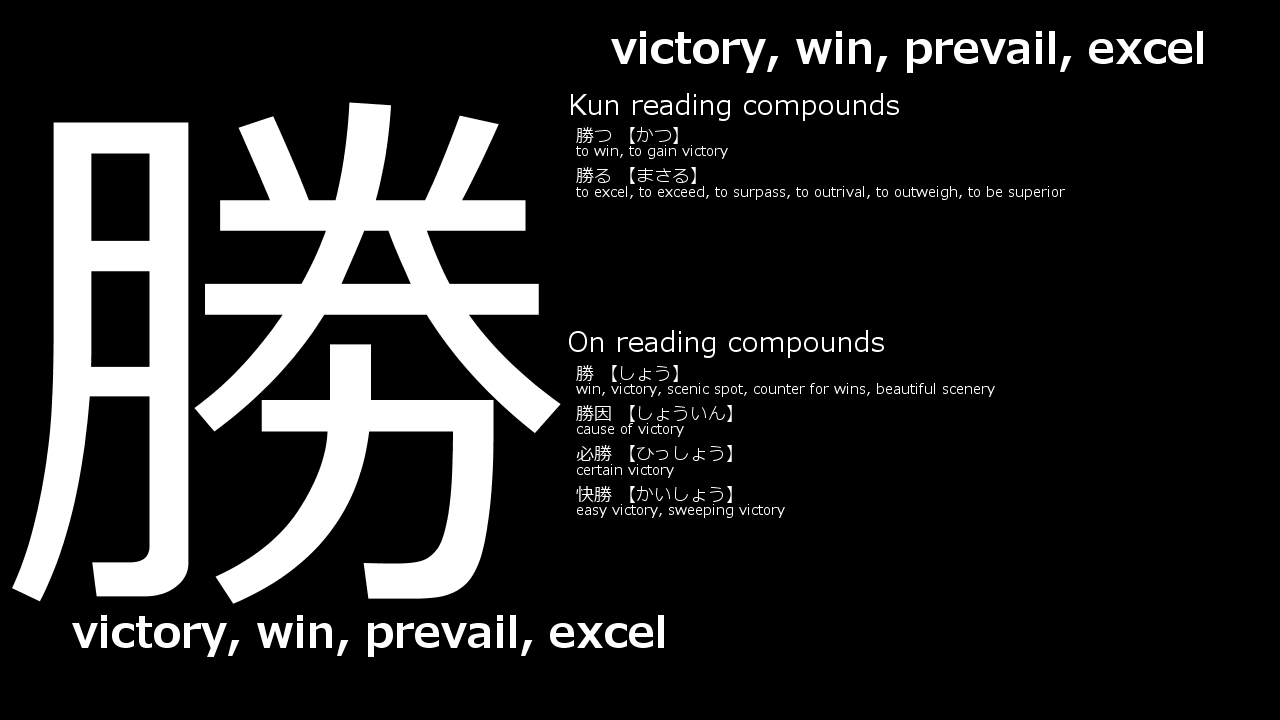 victory, win, prevail, excel
勝
Kun reading compounds
勝つ 【かつ】
to win, to gain victory
勝る 【まさる】
to excel, to exceed, to surpass, to outrival, to outweigh, to be superior
On reading compounds
勝 【しょう】
win, victory, scenic spot, counter for wins, beautiful scenery
勝因 【しょういん】
cause of victory
必勝 【ひっしょう】
certain victory
快勝 【かいしょう】
easy victory, sweeping victory
victory, win, prevail, excel